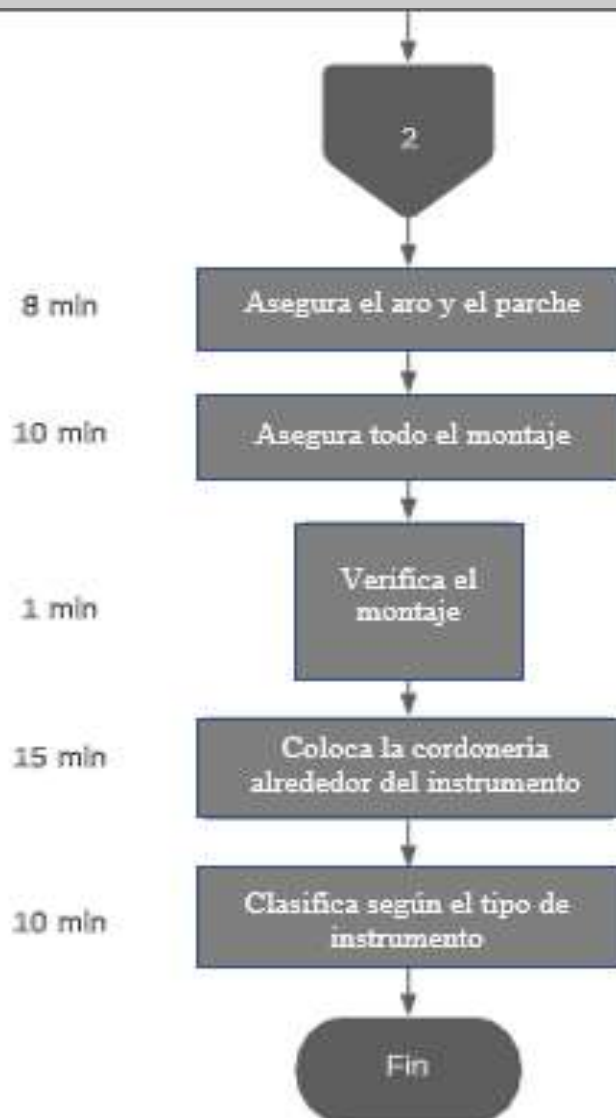 2
8 min
Asegura el aro y el parche
10 min
Asegura todo el montaje
1 min
Verifica el
montaje
15 min
Coloca la cordoneria
alrededor del instrumento
10 min
Clasifica según el tipo de
instrumento
Fin